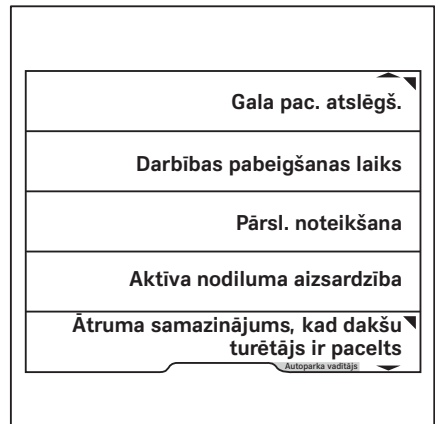 Gala pac. atslēgš.
Darbības pabeigšanas laiks
Pārsl. noteikšana
Aktīva nodiluma aizsardzība
Ātruma samazinājums, kad dakšu
turētājs ir pacelts
Autoparka vadītājs